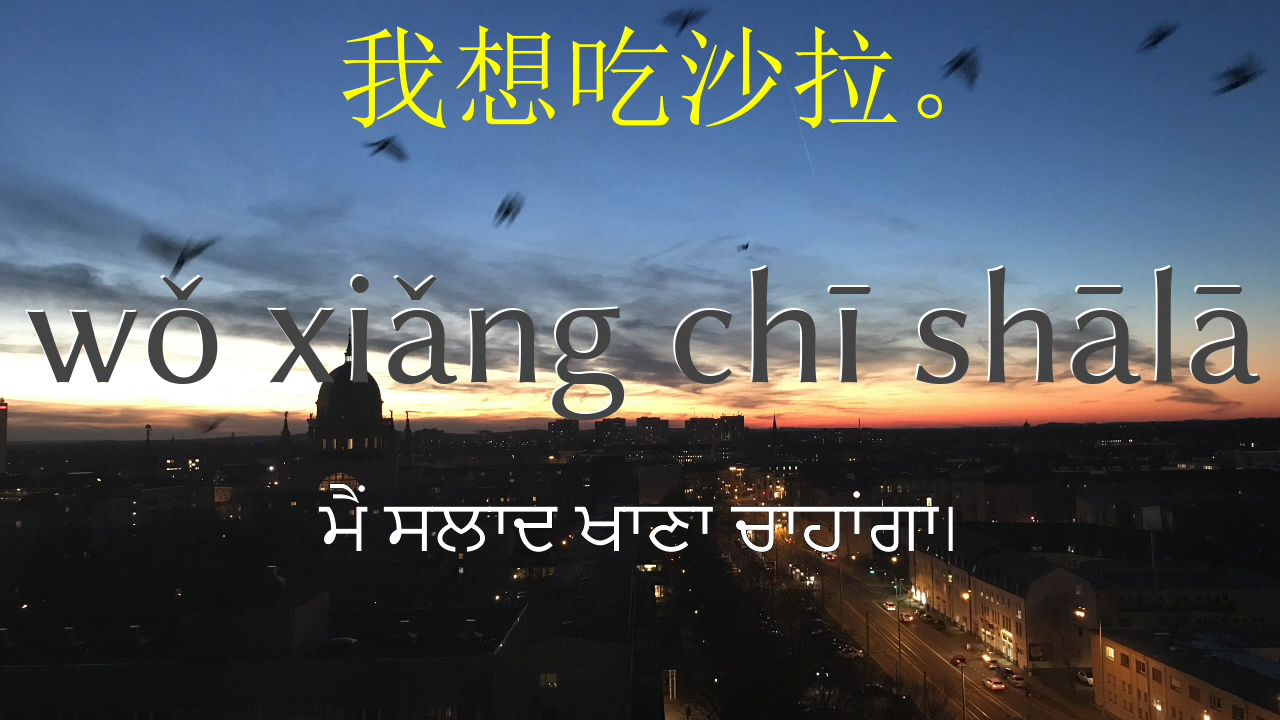 我想吃沙拉。
wǒ xiǎng chī shālā
ਮੈਂ ਸਲਾਦ ਖਾਣਾ ਚਾਹਾਂਗਾ।